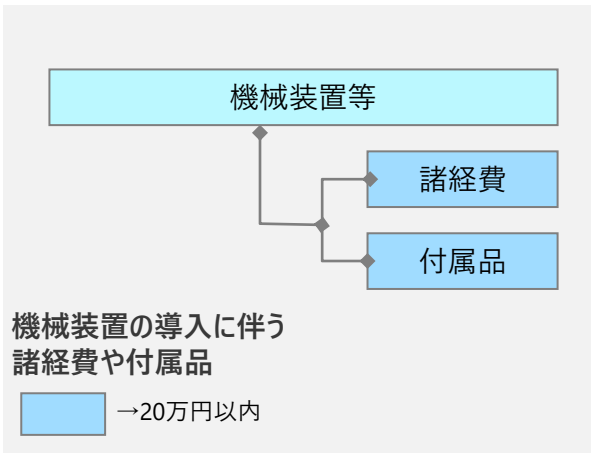 機械装置等
諸経費
付属品
機械装置の導入に伴う
諸経費や付属品
→20万円以内